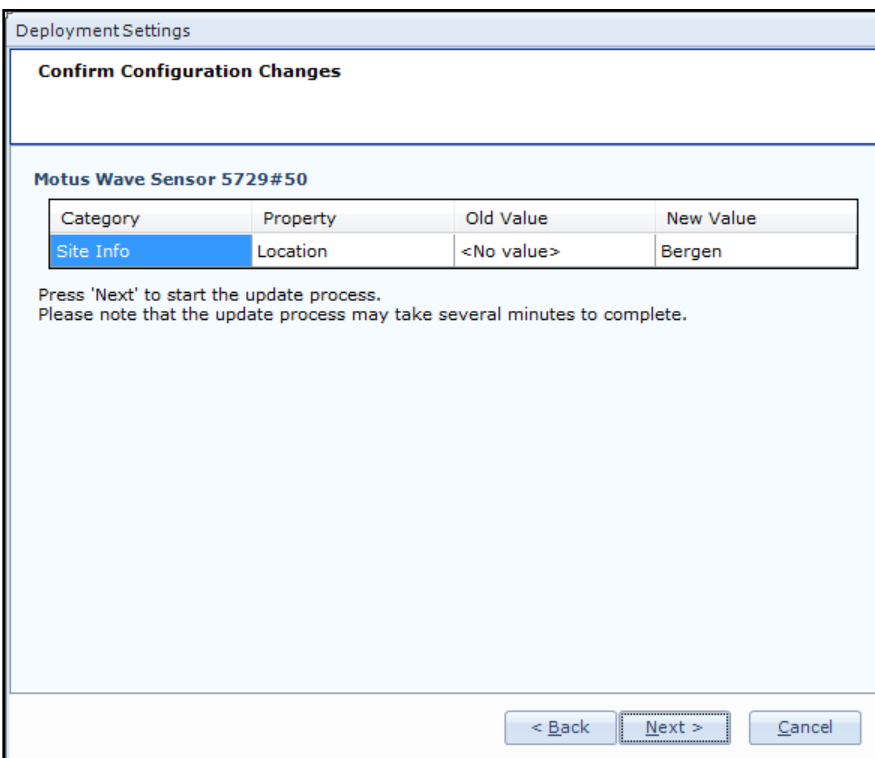 Deployment Settings
Confirm Configuration Changes
Motus Wave Sensor 5729#50
Category Property Old Value New Value
Site Info Location <No value> Bergen
Press 'Next' to start the update process.
Please note that the update process may take several minutes to complete.
< Back Next > Cancel